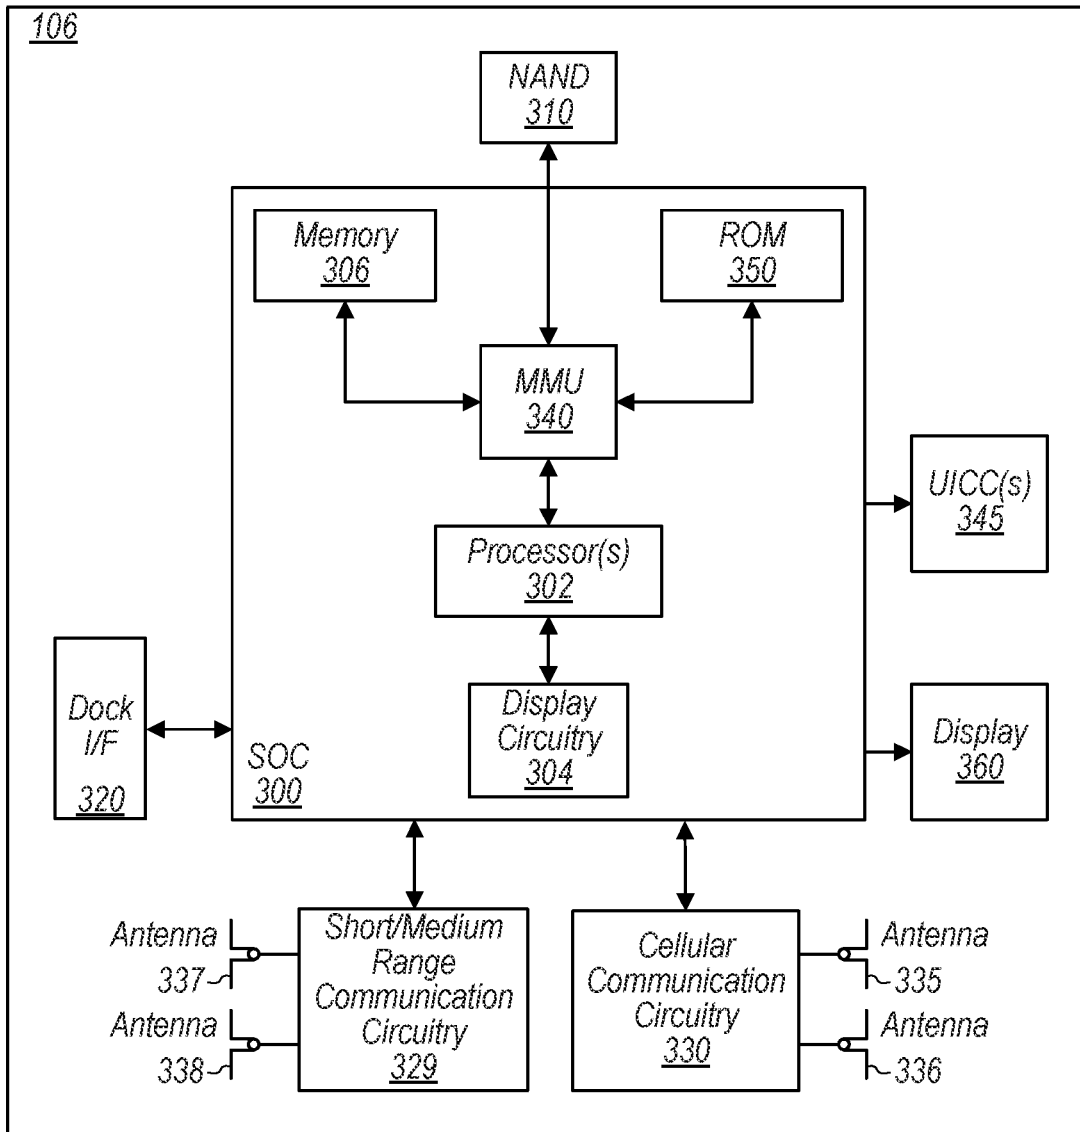 106
NAND
310
Memory
306
ROM
350
MMU
340
UICC(s)
345
Processor(s)
302
Dock
I/F
320
Display
Circuitry
304
SOC
300
Display
360
Antenna
337
Antenna
338
Short/Medium
Range
Communication
Circuitry
329
Cellular
Communication
Circuitry
330
Antenna
335
Antenna
336